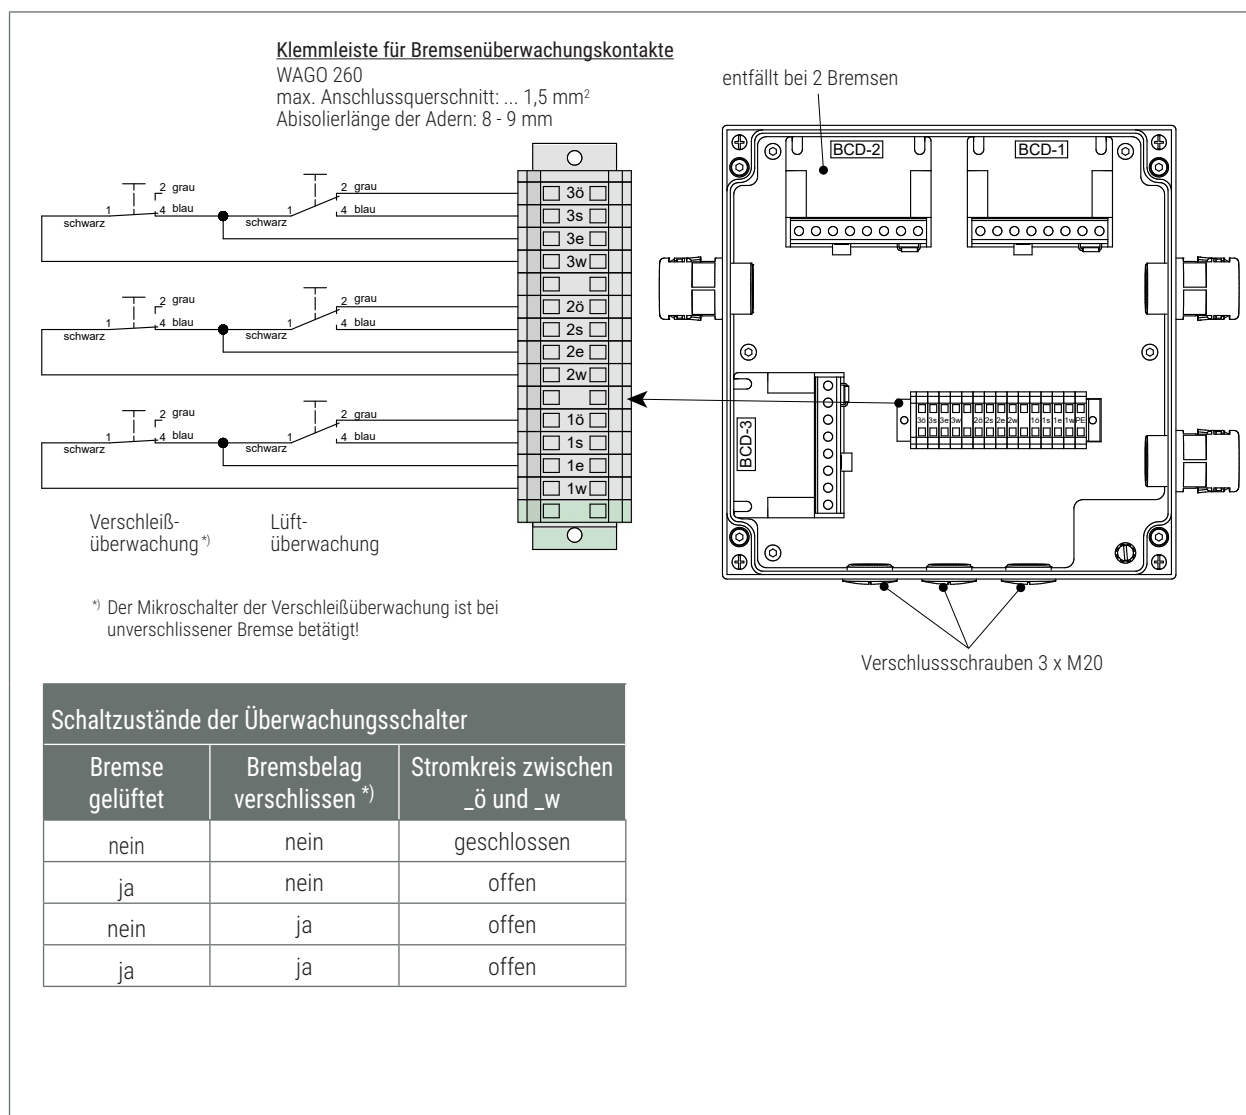 Klemmleiste für Bremsenüberwachungskontakte
WAGO 260
max. Anschlussquerschnitt: ... 1,5 mm²
Abisolierlänge der Adern: 8 - 9 mm
entfällt bei 2 Bremsen
BCD-2
BCD-1
2 grau
1
4 blau
schwarz
2 grau
1
4 blau
schwarz
3ö
3s
3e
3w
2 grau
1
4 blau
schwarz
2 grau
1
4 blau
schwarz
2ö
2s
2e
2w
2 grau
1
4 blau
schwarz
2 grau
1
4 blau
schwarz
1ö
1s
1e
1w
BCD-3
3ö 3s 3e 3w 2ö 2s 2e 2w 1ö 1s 1e 1w PE
Verschleiß-
überwachung *)
Lüft-
überwachung
*) Der Mikroschalter der Verschleißüberwachung ist bei
unverschlissener Bremse betätigt!
Verschlussschrauben 3 x M20
Schaltzustände der Überwachungsschalter
Bremse gelüftet
Bremsbelag verschlissen *)
Stromkreis zwischen _ö und _w
nein nein geschlossen
ja nein offen
nein ja offen
ja ja offen